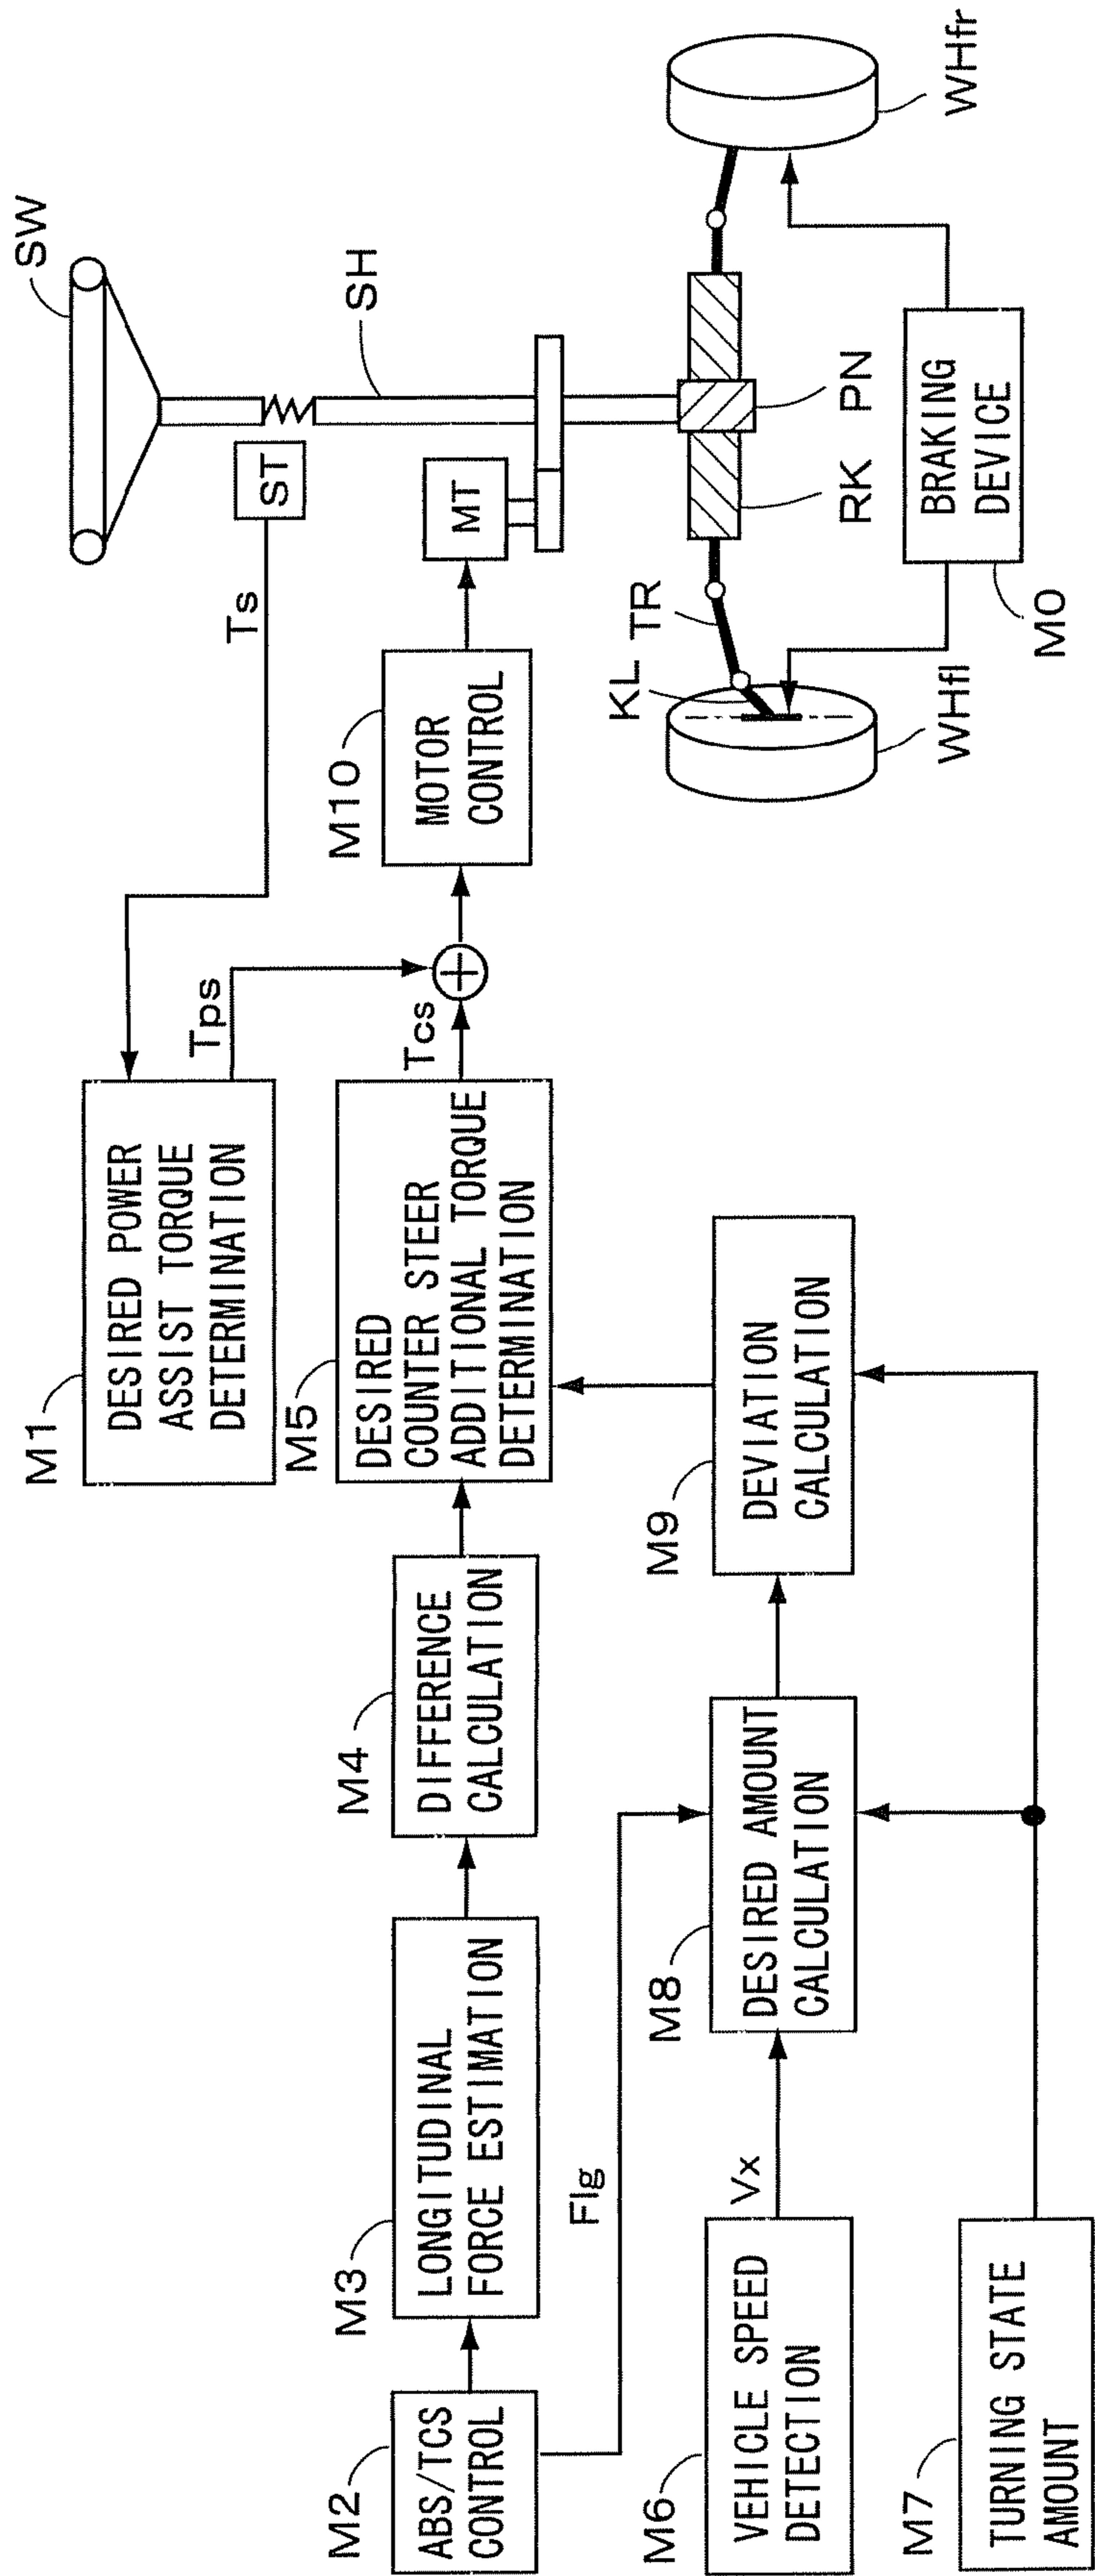 SW
ST
Ts
SH
MT
M1
DESIRED POWER
ASSIST TORQUE
DETERMINATION
Tps
M2
ABS/TCS
CONTROL
M3
LONGITUDINAL
FORCE ESTIMATION
M4
DIFFERENCE
CALCULATION
M5
DESIRED
COUNTER STEER
ADDITIONAL TORQUE
DETERMINATION
Tcs
+
M10
MOTOR
CONTROL
Flg
M6
VEHICLE SPEED
DETECTION
Vx
M8
DESIRED AMOUNT
CALCULATION
M9
DEVIATION
CALCULATION
M7
TURNING STATE
AMOUNT
KL
TR
RK
PN
WHfl
WHfr
M0
BRAKING
DEVICE